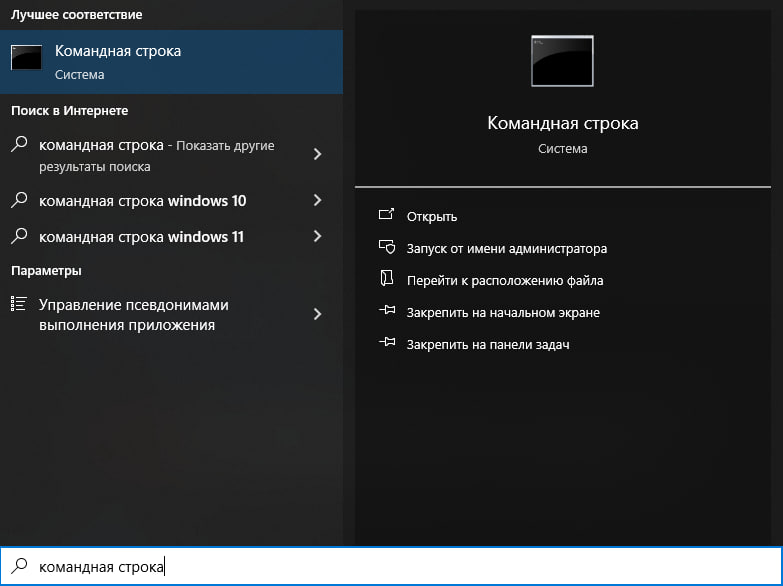 Лучшее соответствие
Командная строка
Система
Поиск в Интернете
командная строка - Показать другие
результаты поиска
командная строка windows 10
командная строка windows 11
Параметры
Управление псевдонимами
выполнения приложения
Командная строка
Система
Открыть
Запуск от имени администратора
Перейти к расположению файла
Закрепить на начальном экране
Закрепить на панели задач
командная строка